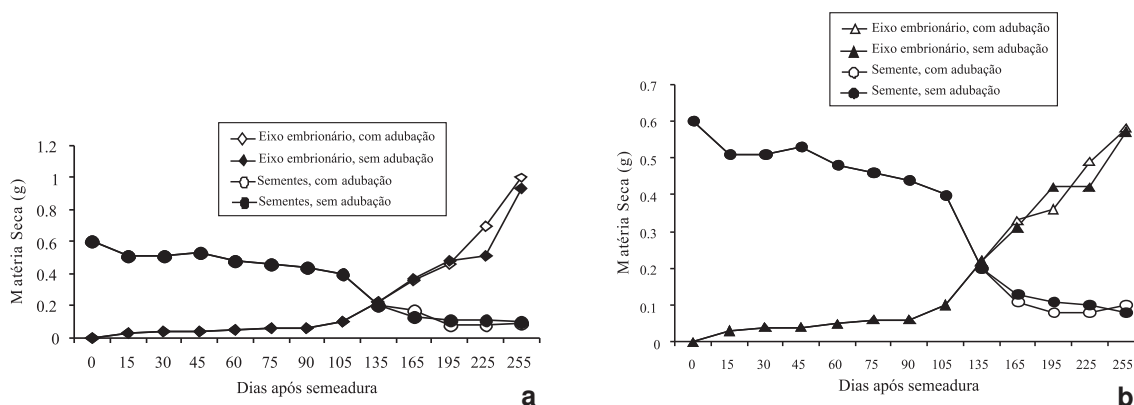 Eixo embrionário, com adubação
Eixo embrionário, sem adubação
Sementes, com adubação
Sementes, sem adubação
Matéria Seca (g)
1.2
1
0.8
0.6
0.4
0.2
0
0 15 30 45 60 75 90 105 135 165 195 225 255
Dias após semeadura
a
Eixo embrionário, com adubação
Eixo embrionário, sem adubação
Semente, com adubação
Semente, sem adubação
Matéria Seca (g)
0.7
0.6
0.5
0.4
0.3
0.2
0.1
0
0 15 30 45 60 75 90 105 135 165 195 225 255
Dias após semeadura
b